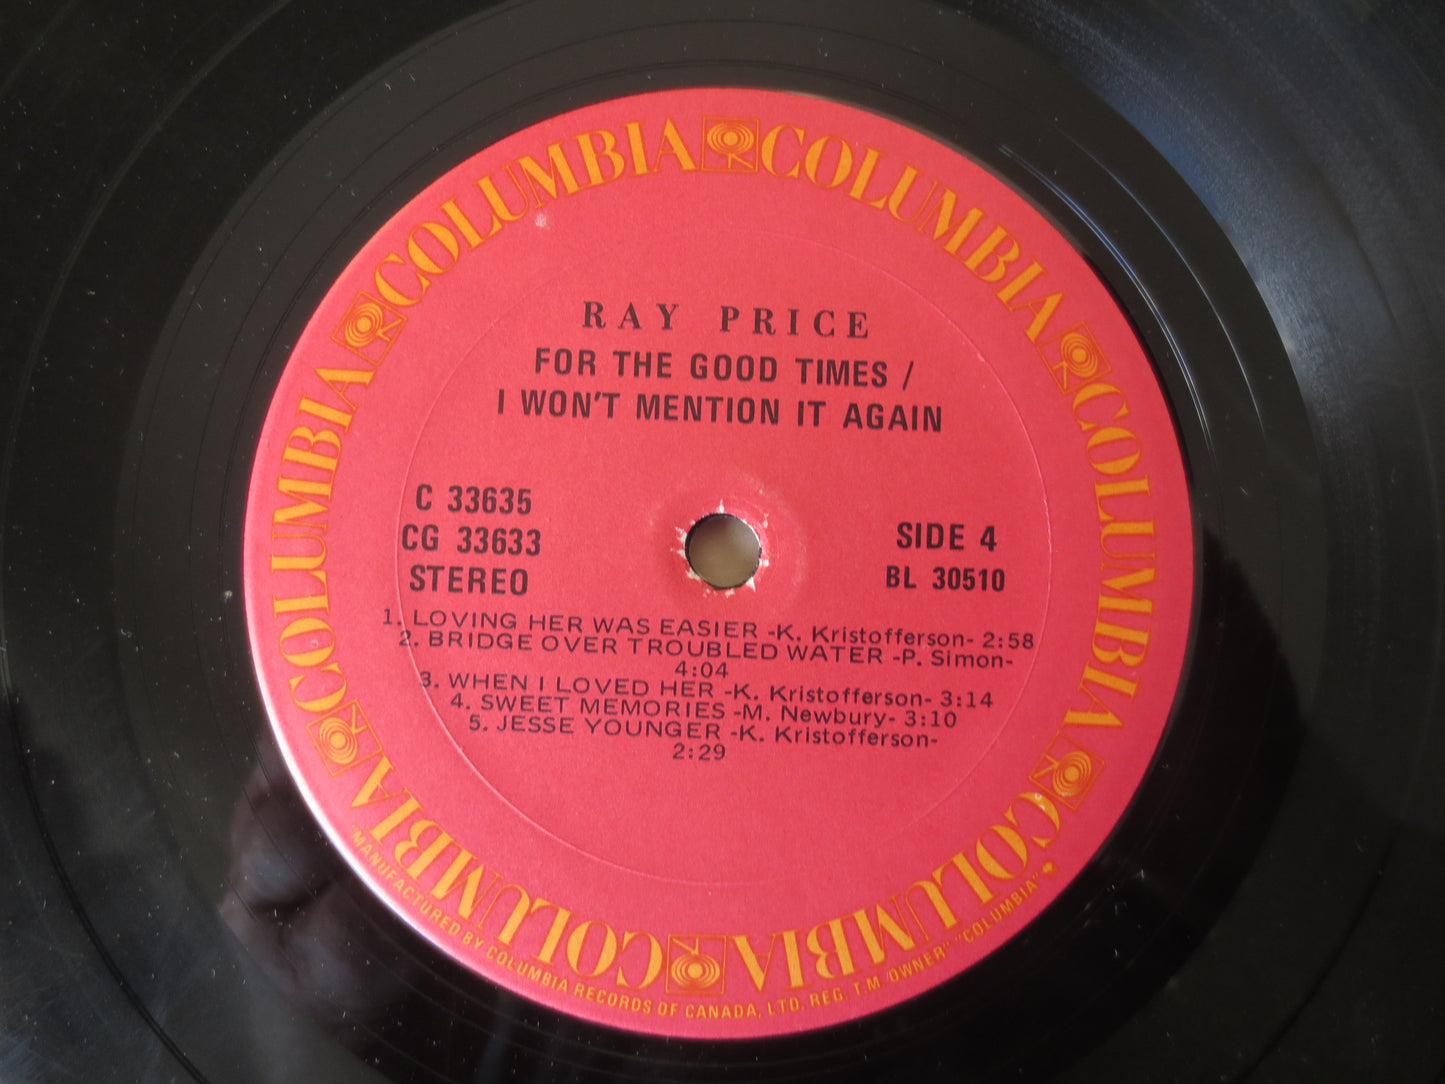 COLUMBIA COLUMBIA COLUMBIA COLUMBIA COLUMBIA COLUMBIA
RAY PRICE
FOR THE GOOD TIMES /
I WON'T MENTION IT AGAIN
C 33635
CG 33633
STEREO
SIDE 4
BL 30510
1. LOVING HER WAS EASIER -K. Kristofferson- 2:58
2. BRIDGE OVER TROUBLED WATER -P. Simon-
4:04
3. WHEN I LOVED HER -K. Kristofferson- 3:14
4. SWEET MEMORIES -M. Newbury- 3:10
5. JESSE YOUNGER -K. Kristofferson-
2:29
"MANUFACTURED BY COLUMBIA RECORDS OF CANADA, LTD. REG. T.M. OWNER" "COLUMBIA"